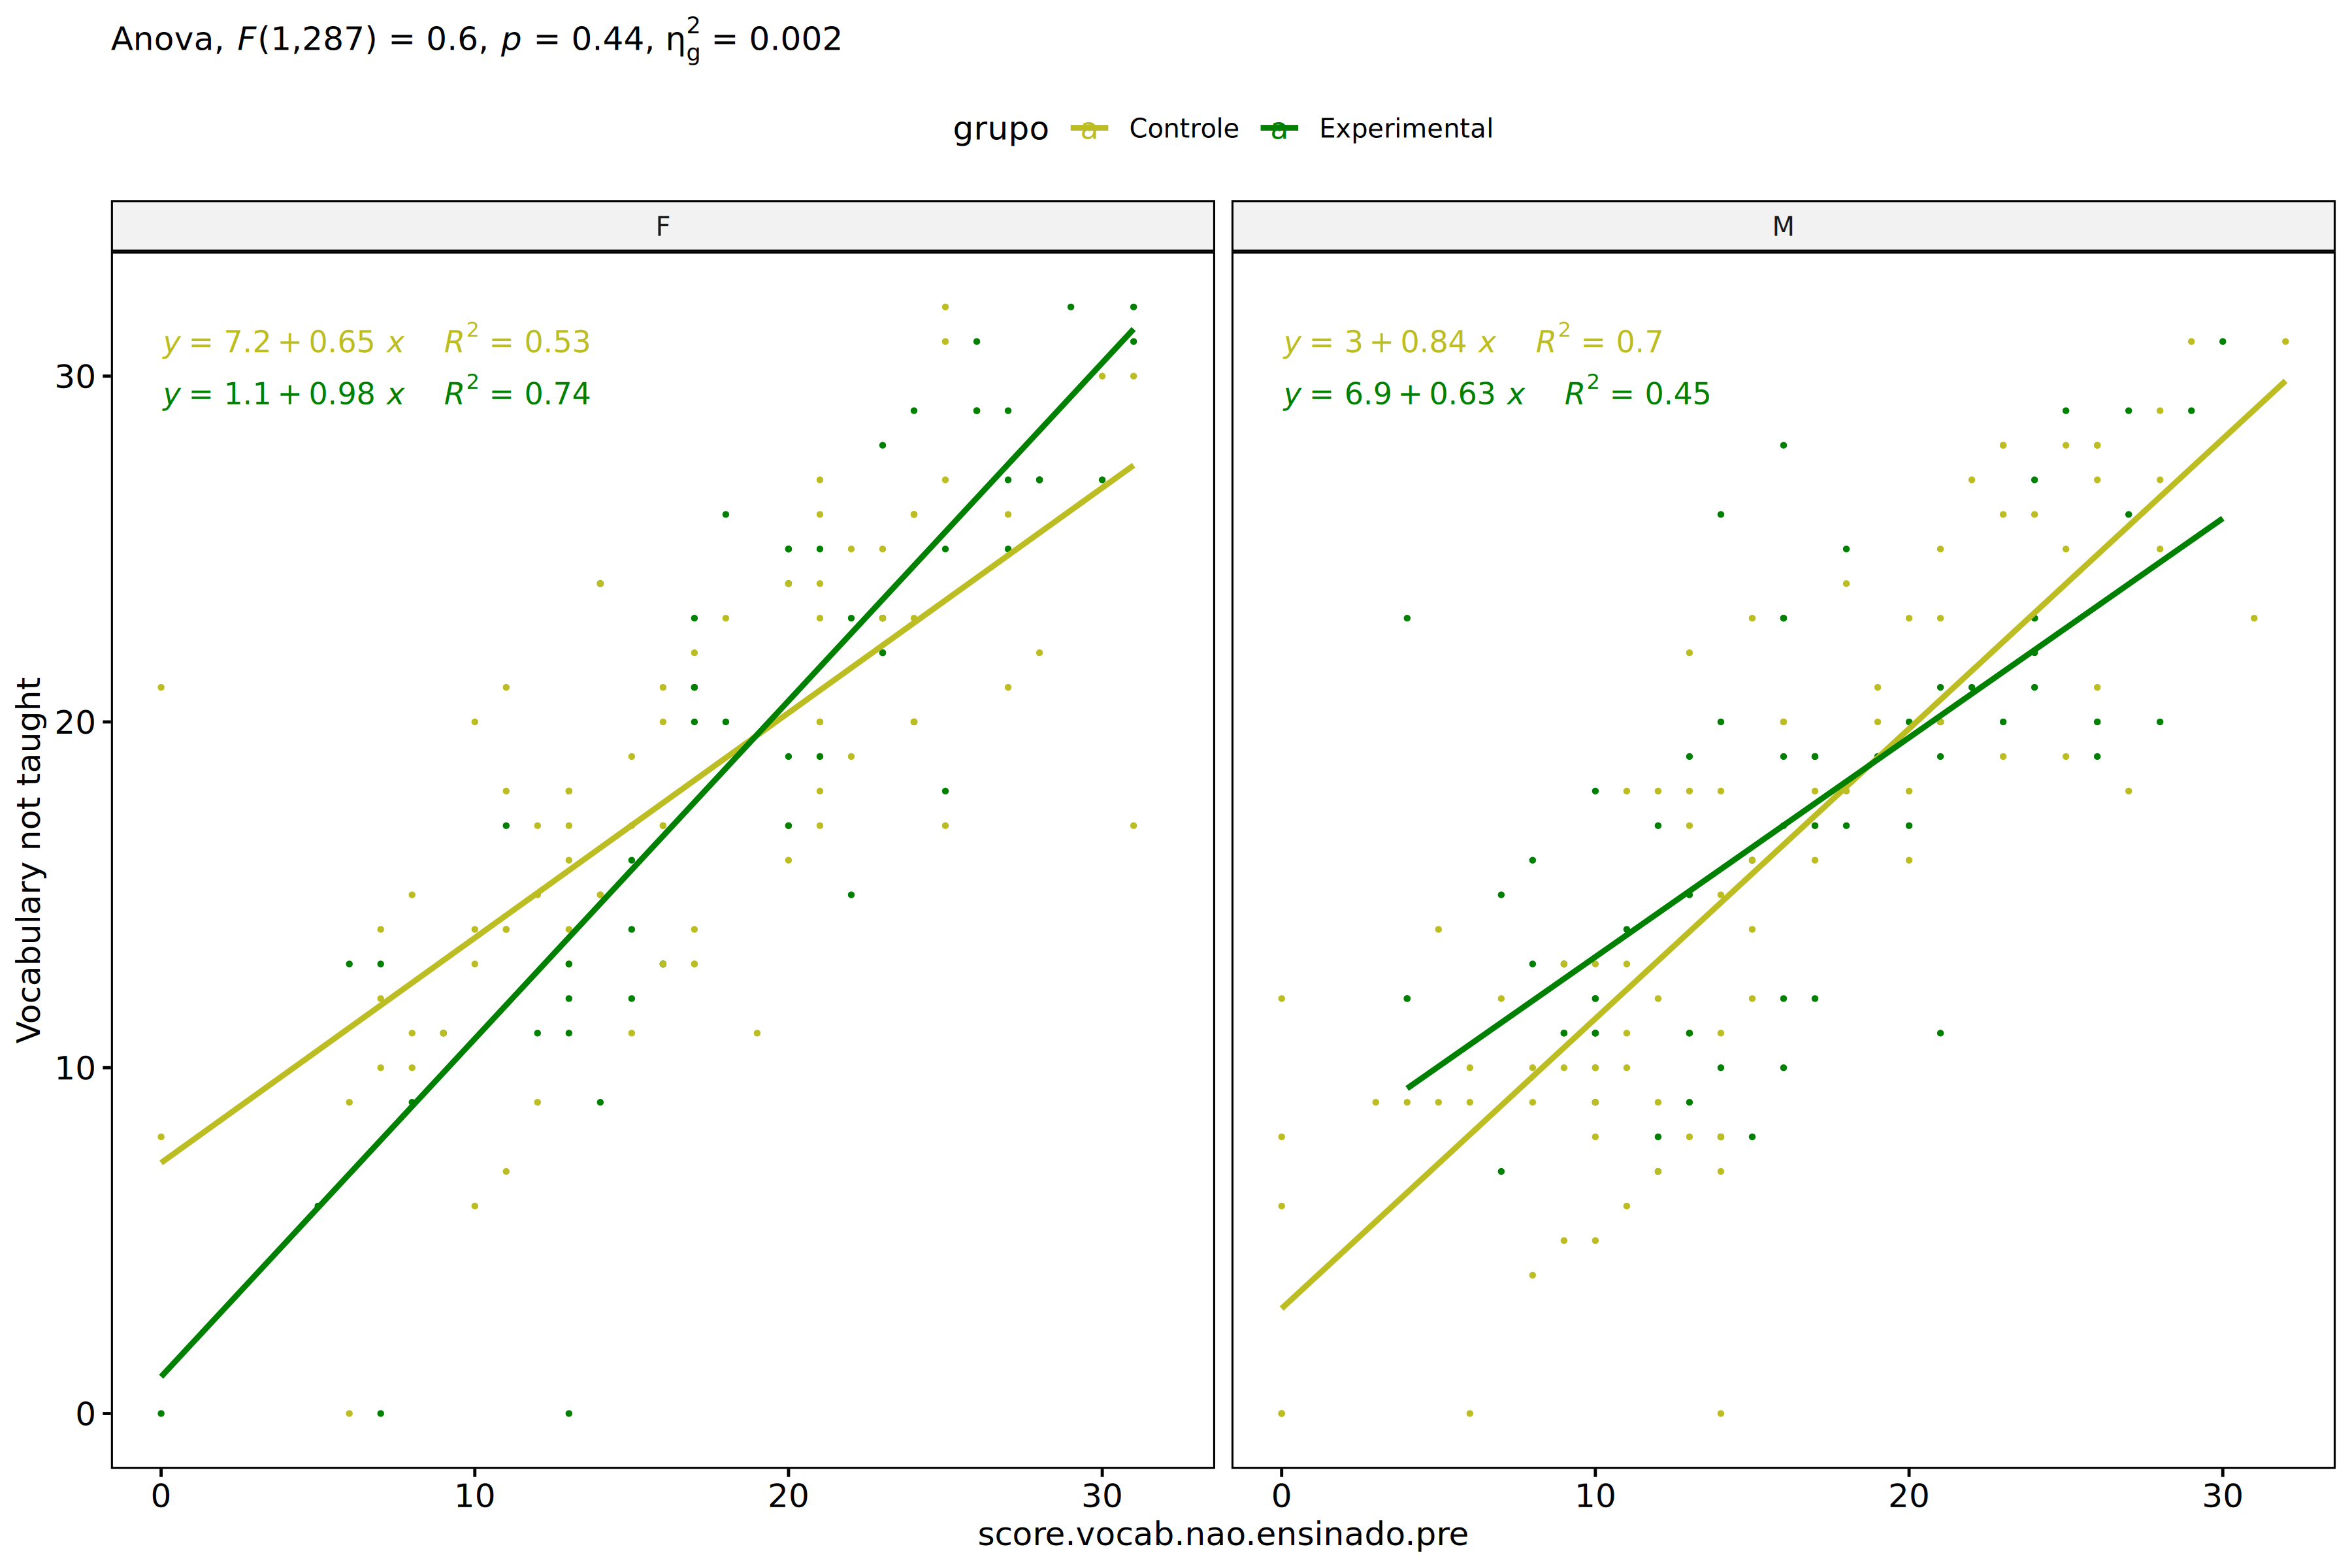 Anova, F(1,287) = 0.6, p = 0.44, η²g = 0.002
grupo a Controle a Experimental
F M
y = 7.2 + 0.65 x R² = 0.53
y = 1.1 + 0.98 x R² = 0.74
y = 3 + 0.84 x R² = 0.7
y = 6.9 + 0.63 x R² = 0.45
Vocabulary not taught
30
20
10
0
0 10 20 30 0 10 20 30
score.vocab.nao.ensinado.pre